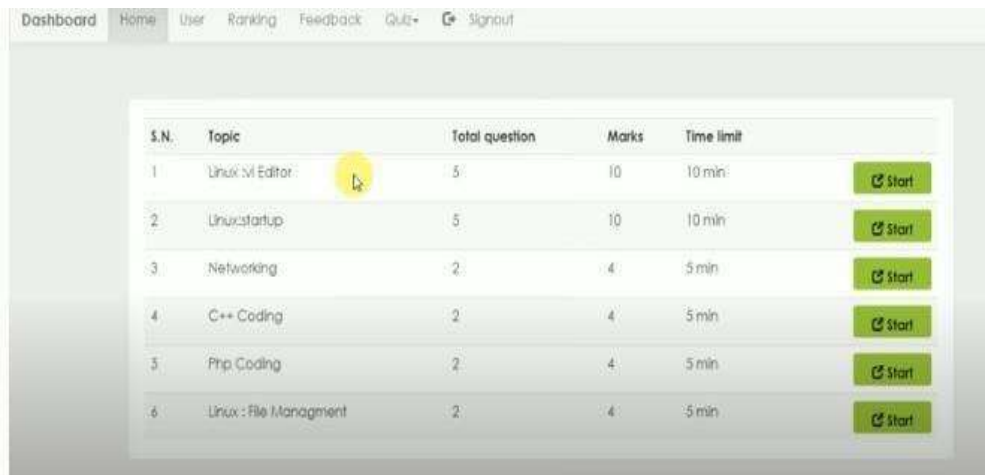 Dashboard Home User Ranking Feedback Quiz Signout
S.N. Topic Total question Marks Time limit
1 Linux :vi Editor 5 10 10 min Start
2 Linux:startup 5 10 10 min Start
3 Networking 2 4 5 min Start
4 C++ Coding 2 4 5 min Start
5 Php Coding 2 4 5 min Start
6 Linux : File Managment 2 4 5 min Start